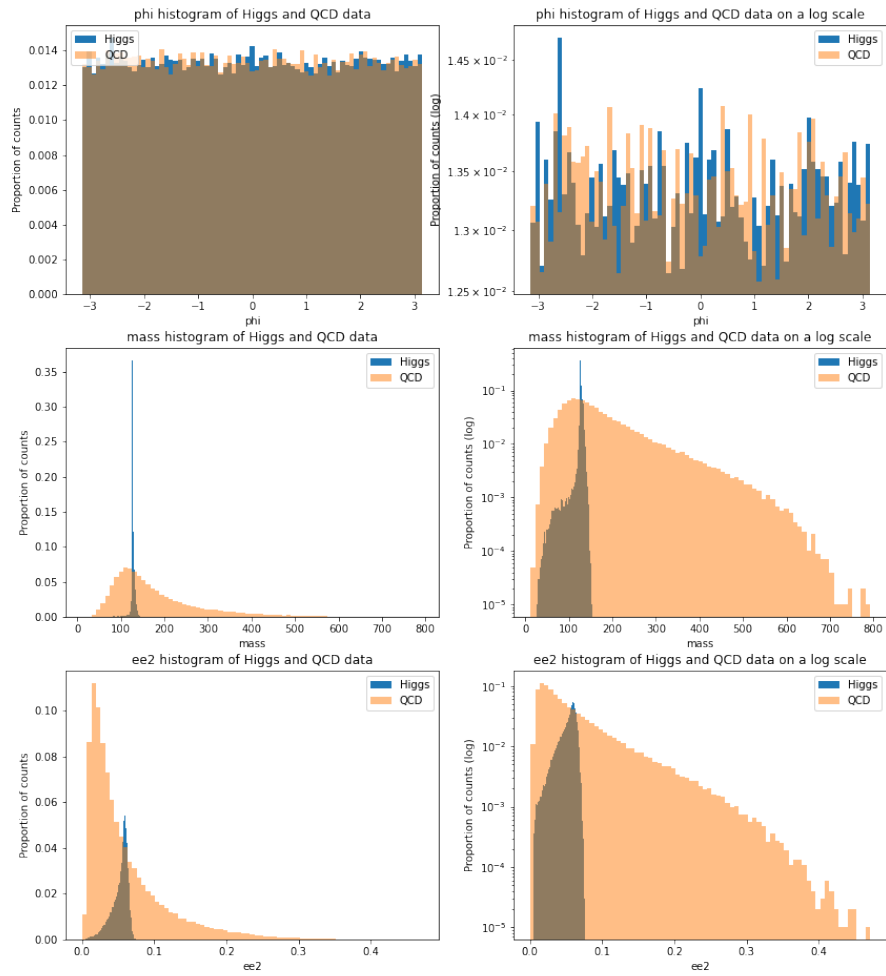 phi histogram of Higgs and QCD data
Higgs
QCD
0.014
0.012
0.010
0.008
0.006
0.004
0.002
0.000
Proportion of counts
−3 −2 −1 0 1 2 3
phi
phi histogram of Higgs and QCD data on a log scale
Higgs
QCD
1.45 × 10⁻²
1.4 × 10⁻²
1.35 × 10⁻²
1.3 × 10⁻²
1.25 × 10⁻²
Proportion of counts (log)
−3 −2 −1 0 1 2 3
phi
mass histogram of Higgs and QCD data
Higgs
QCD
0.35
0.30
0.25
0.20
0.15
0.10
0.05
0.00
Proportion of counts
0 100 200 300 400 500 600 700 800
mass
mass histogram of Higgs and QCD data on a log scale
Higgs
QCD
10⁻¹
10⁻²
10⁻³
10⁻⁴
10⁻⁵
Proportion of counts (log)
0 100 200 300 400 500 600 700 800
mass
ee2 histogram of Higgs and QCD data
Higgs
QCD
0.10
0.08
0.06
0.04
0.02
0.00
Proportion of counts
0.0 0.1 0.2 0.3 0.4
ee2
ee2 histogram of Higgs and QCD data on a log scale
Higgs
QCD
10⁻¹
10⁻²
10⁻³
10⁻⁴
10⁻⁵
Proportion of counts (log)
0.0 0.1 0.2 0.3 0.4
ee2